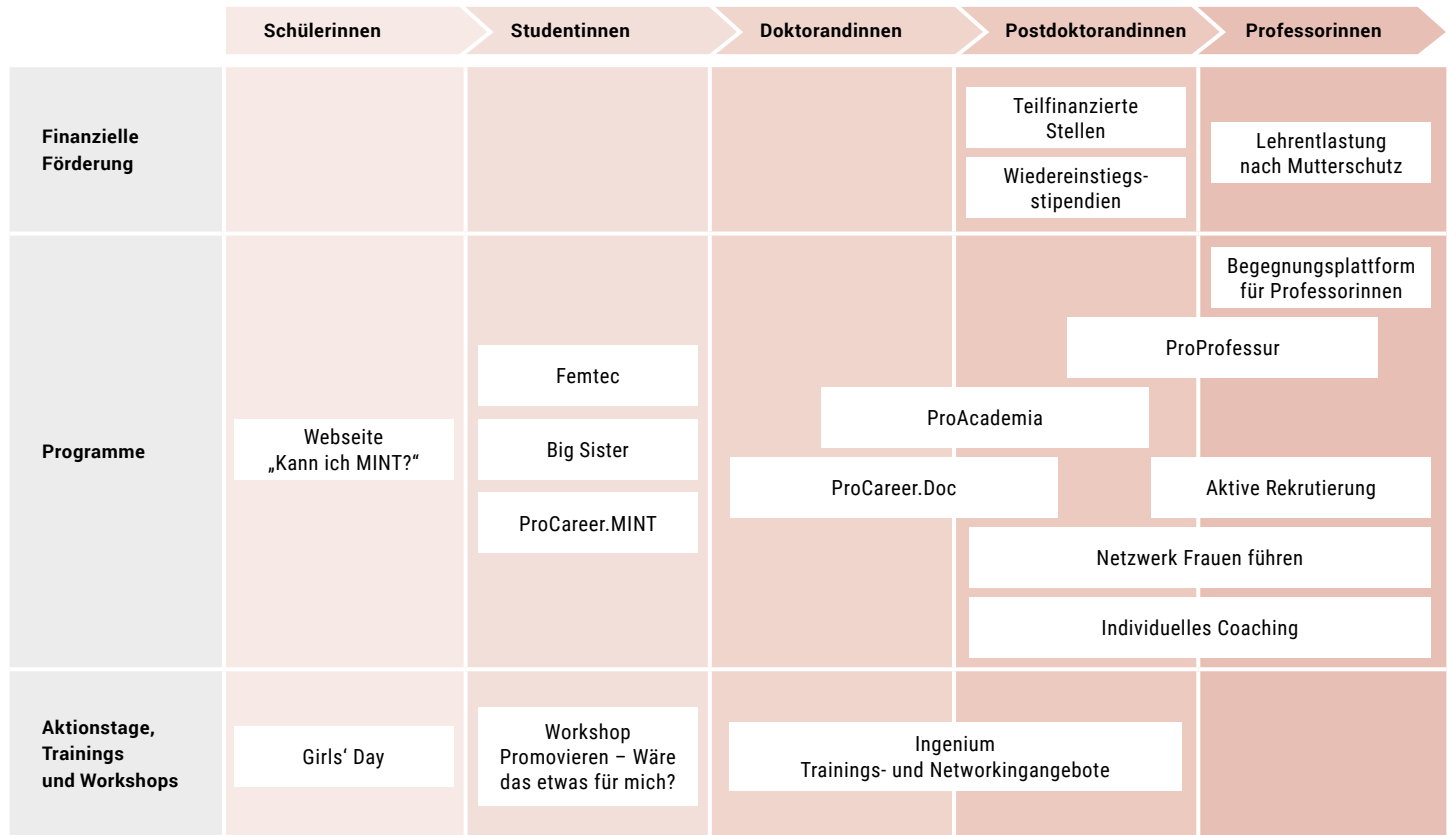 Schülerinnen
Studentinnen
Doktorandinnen
Postdoktorandinnen
Professorinnen
Finanzielle
Förderung
Teilfinanzierte
Stellen
Wiedereinstiegs-
stipendien
Lehrentlastung
nach Mutterschutz
Programme
Webseite
„Kann ich MINT?“
Femtec
Big Sister
ProCareer.MINT
Begegnungsplattform
für Professorinnen
ProProfessur
ProAcademia
ProCareer.Doc
Aktive Rekrutierung
Netzwerk Frauen führen
Individuelles Coaching
Aktionstage,
Trainings
und Workshops
Girls‘ Day
Workshop
Promovieren – Wäre
das etwas für mich?
Ingenium
Trainings- und Networkingangebote